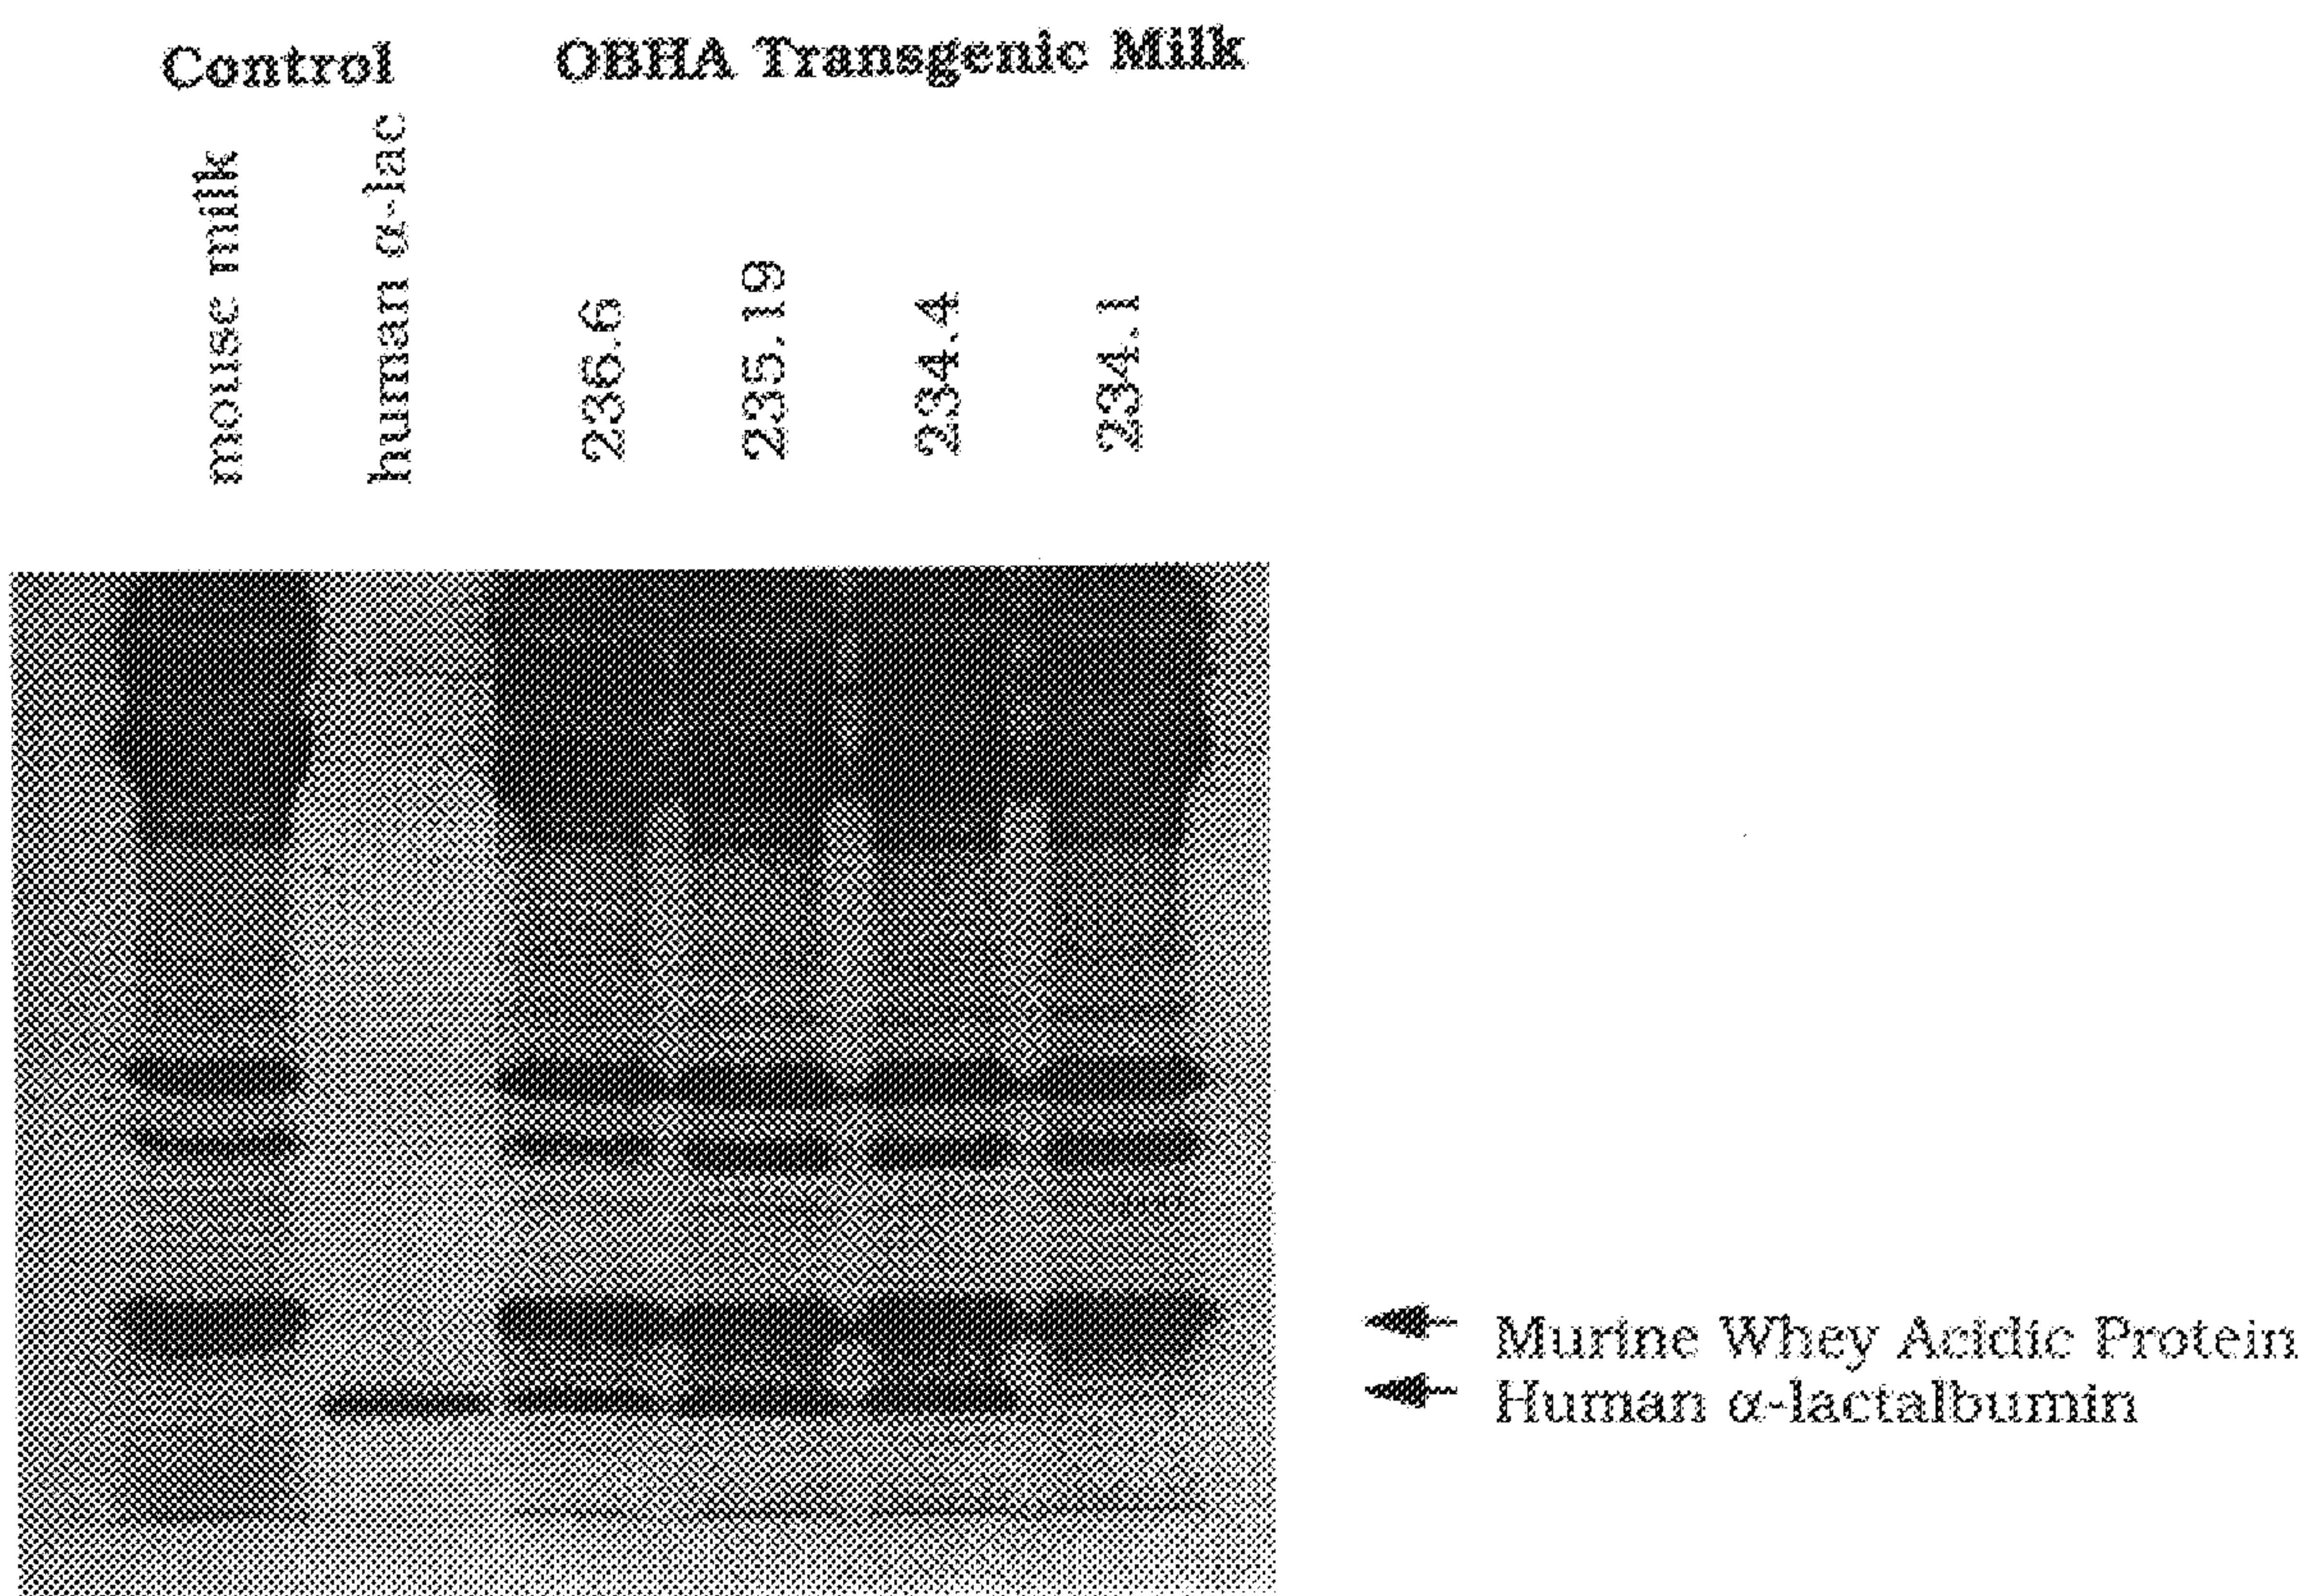 Control
OBHA Transgenic Milk
mouse milk
human α-lac
236.6
235.19
234.4
234.1
Murine Whey Acidic Protein
Human α-lactalbumin